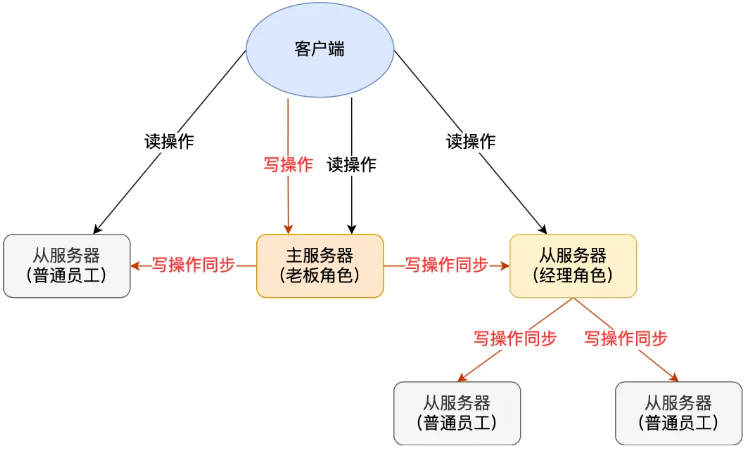 客户端
读操作
写操作
读操作
读操作
从服务器
（普通员工）
写操作同步
主服务器
（老板角色）
写操作同步
从服务器
（经理角色）
写操作同步
写操作同步
从服务器
（普通员工）
从服务器
（普通员工）